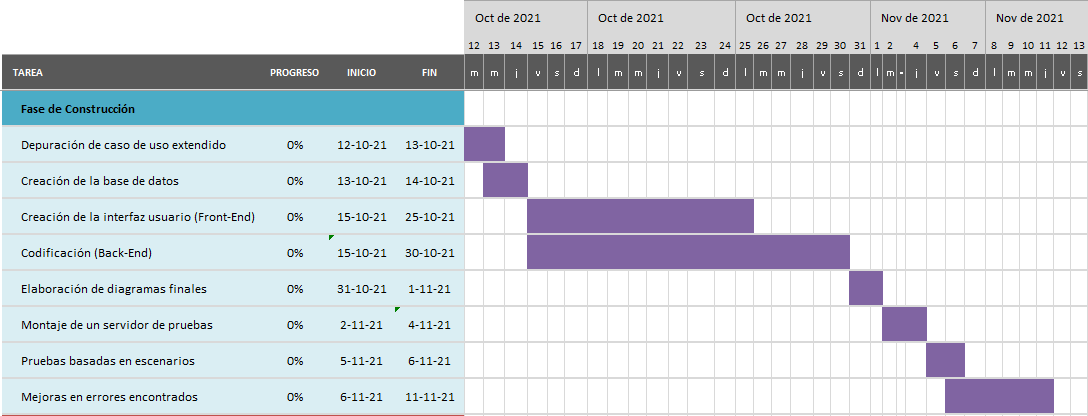 Oct de 2021 Oct de 2021 Oct de 2021 Nov de 2021 Nov de 2021
12 13 14 15 16 17 18 19 20 21 22 23 24 25 26 27 28 29 30 31 1 2 3 4 5 6 7 8 9 10 11 12 13
TAREA PROGRESO INICIO FIN m m j v s d l m m j v s d l m m j v s d l m m j v s d l m m j v s
Fase de Construcción
Depuración de caso de uso extendido 0% 12-10-21 13-10-21
Creación de la base de datos 0% 13-10-21 14-10-21
Creación de la interfaz usuario (Front-End) 0% 15-10-21 25-10-21
Codificación (Back-End) 0% 15-10-21 30-10-21
Elaboración de diagramas finales 0% 31-10-21 1-11-21
Montaje de un servidor de pruebas 0% 2-11-21 4-11-21
Pruebas basadas en escenarios 0% 5-11-21 6-11-21
Mejoras en errores encontrados 0% 6-11-21 11-11-21